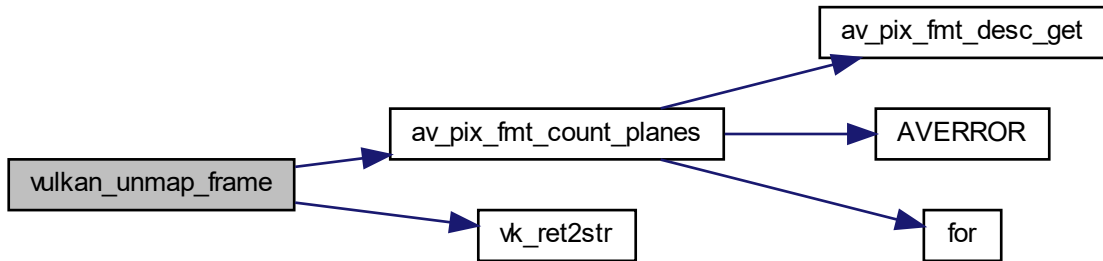 av_pix_fmt_desc_get
av_pix_fmt_count_planes
AVERROR
vulkan_unmap_frame
vk_ret2str
for